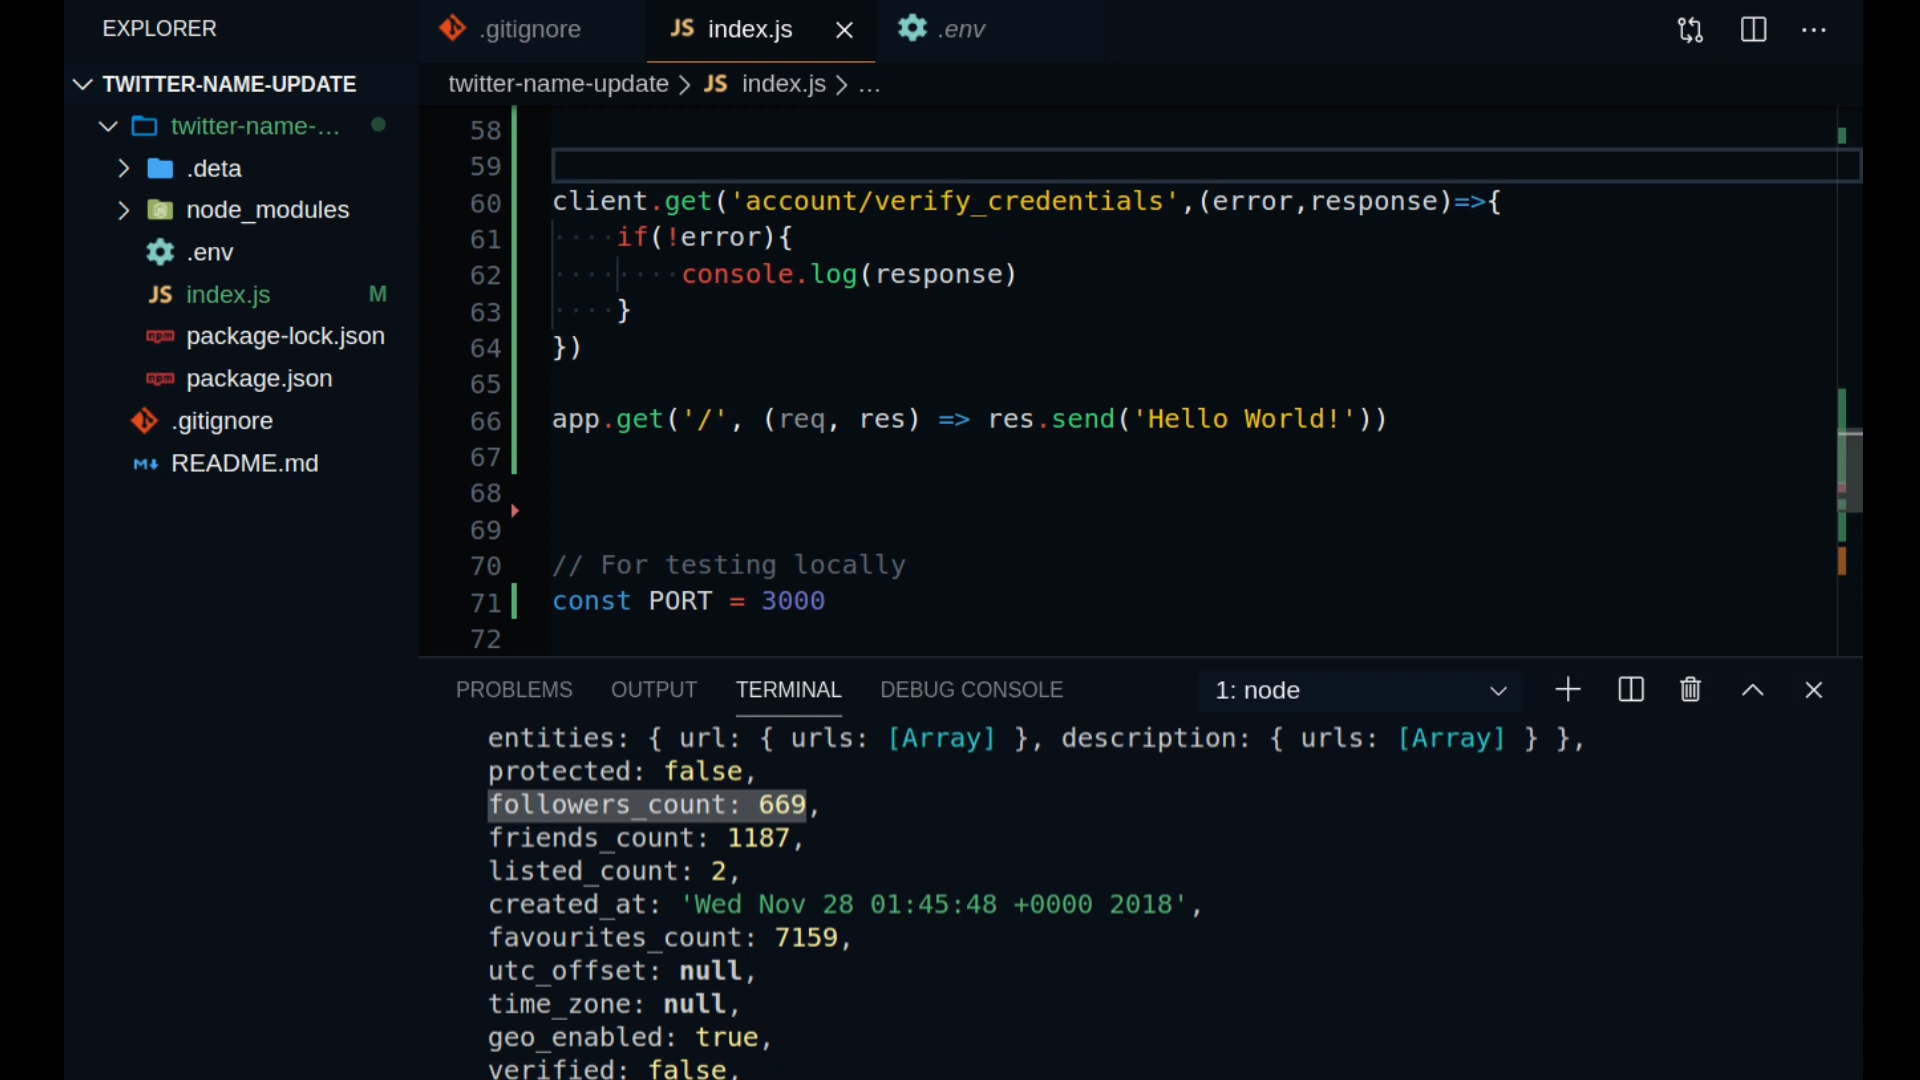 EXPLORER
TWITTER-NAME-UPDATE
twitter-name-...
.deta
node_modules
.env
JS index.js M
package-lock.json
package.json
.gitignore
README.md
.gitignore
JS index.js
.env
twitter-name-update > JS index.js > ...
58
59
60 client.get('account/verify_credentials',(error,response)=>{
61 if(!error){
62 console.log(response)
63 }
64 })
65
66 app.get('/', (req, res) => res.send('Hello World!'))
67
68
69
70 // For testing locally
71 const PORT = 3000
72
PROBLEMS OUTPUT TERMINAL DEBUG CONSOLE 1: node
entities: { url: { urls: [Array] }, description: { urls: [Array] } },
protected: false,
followers_count: 669,
friends_count: 1187,
listed_count: 2,
created_at: 'Wed Nov 28 01:45:48 +0000 2018',
favourites_count: 7159,
utc_offset: null,
time_zone: null,
geo_enabled: true,
verified: false,